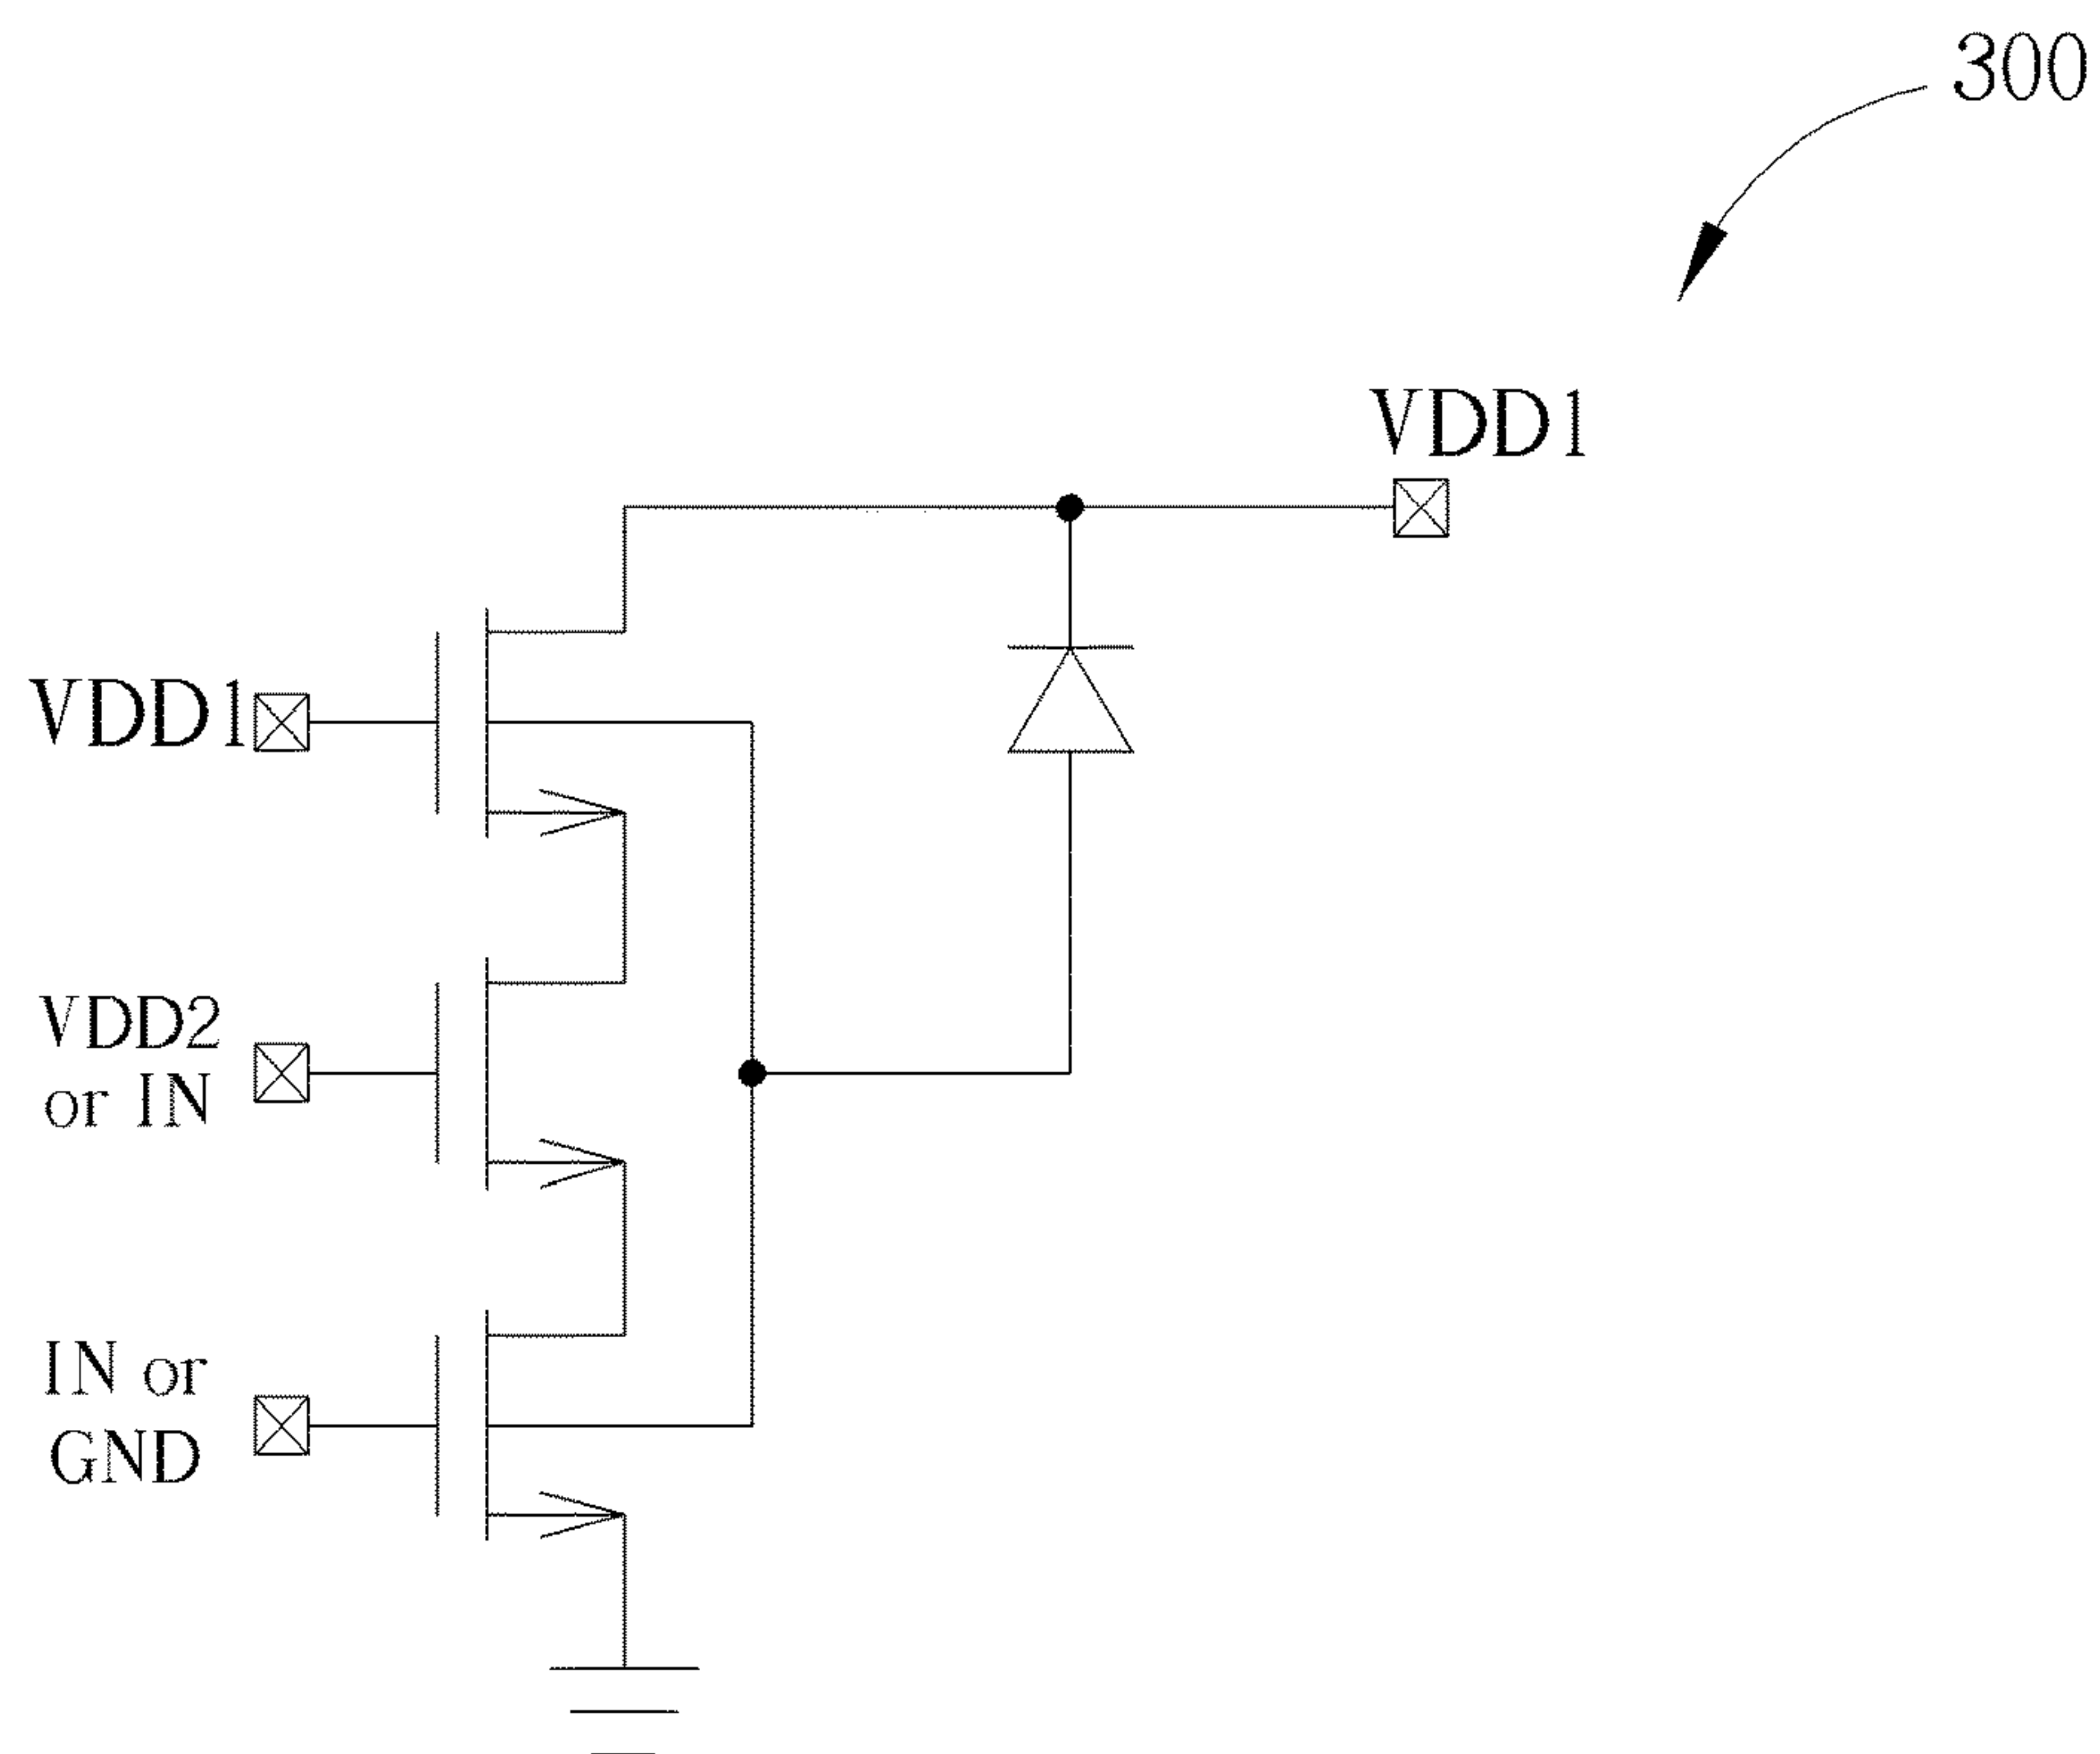 300
VDD1
VDD1
VDD2
or IN
IN or
GND